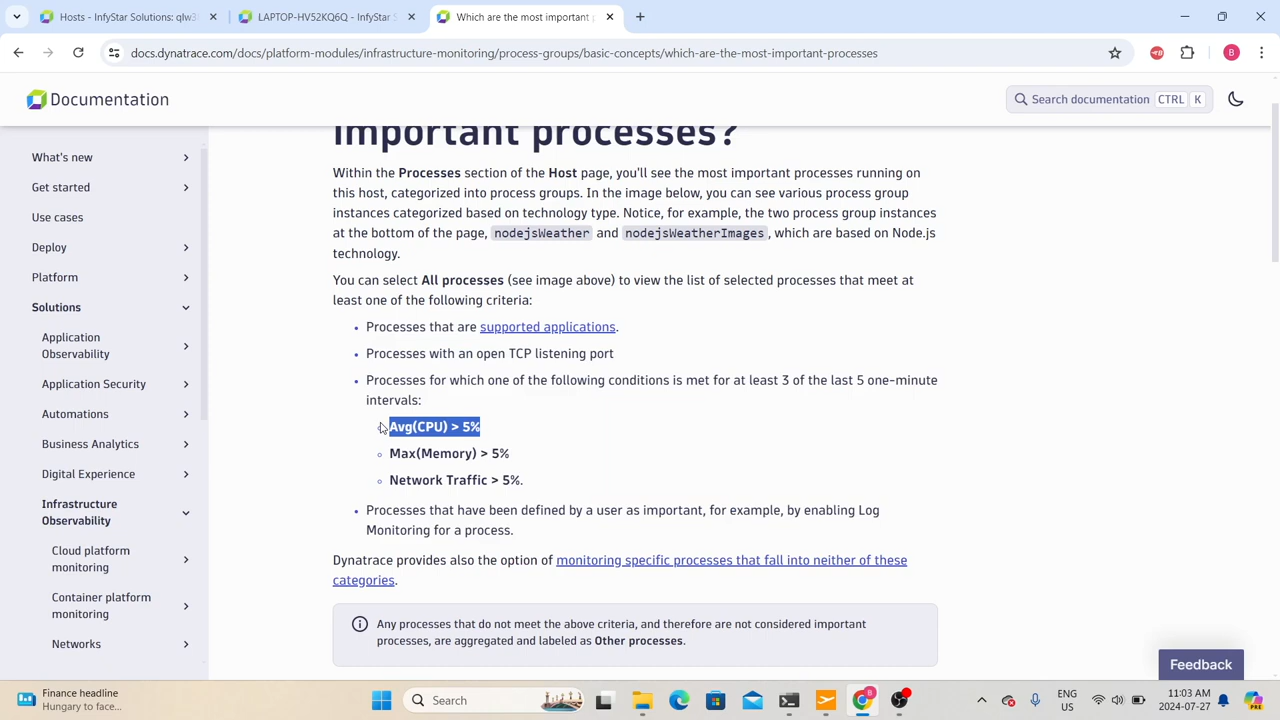 Hosts - InfyStar Solutions: qlw3
LAPTOP-HV52KQ6Q - InfyStar S
Which are the most important p
docs.dynatrace.com/docs/platform-modules/infrastructure-monitoring/process-groups/basic-concepts/which-are-the-most-important-processes
B
Documentation
Search documentation CTRL K
What's new
Get started
Use cases
Deploy
Platform
Solutions
Application
Observability
Application Security
Automations
Business Analytics
Digital Experience
Infrastructure
Observability
Cloud platform
monitoring
Container platform
monitoring
Networks
important processes?
Within the Processes section of the Host page, you'll see the most important processes running on
this host, categorized into process groups. In the image below, you can see various process group
instances categorized based on technology type. Notice, for example, the two process group instances
at the bottom of the page, nodejsWeather and nodejsWeatherImages, which are based on Node.js
technology.
You can select All processes (see image above) to view the list of selected processes that meet at
least one of the following criteria:
Processes that are supported applications.
Processes with an open TCP listening port
Processes for which one of the following conditions is met for at least 3 of the last 5 one-minute
intervals:
Avg(CPU) > 5%
Max(Memory) > 5%
Network Traffic > 5%.
Processes that have been defined by a user as important, for example, by enabling Log
Monitoring for a process.
Dynatrace provides also the option of monitoring specific processes that fall into neither of these
categories.
Any processes that do not meet the above criteria, and therefore are not considered important
processes, are aggregated and labeled as Other processes.
Feedback
Finance headline
Hungary to face...
Search
B
ENG
US
11:03 AM
2024-07-27
PRE